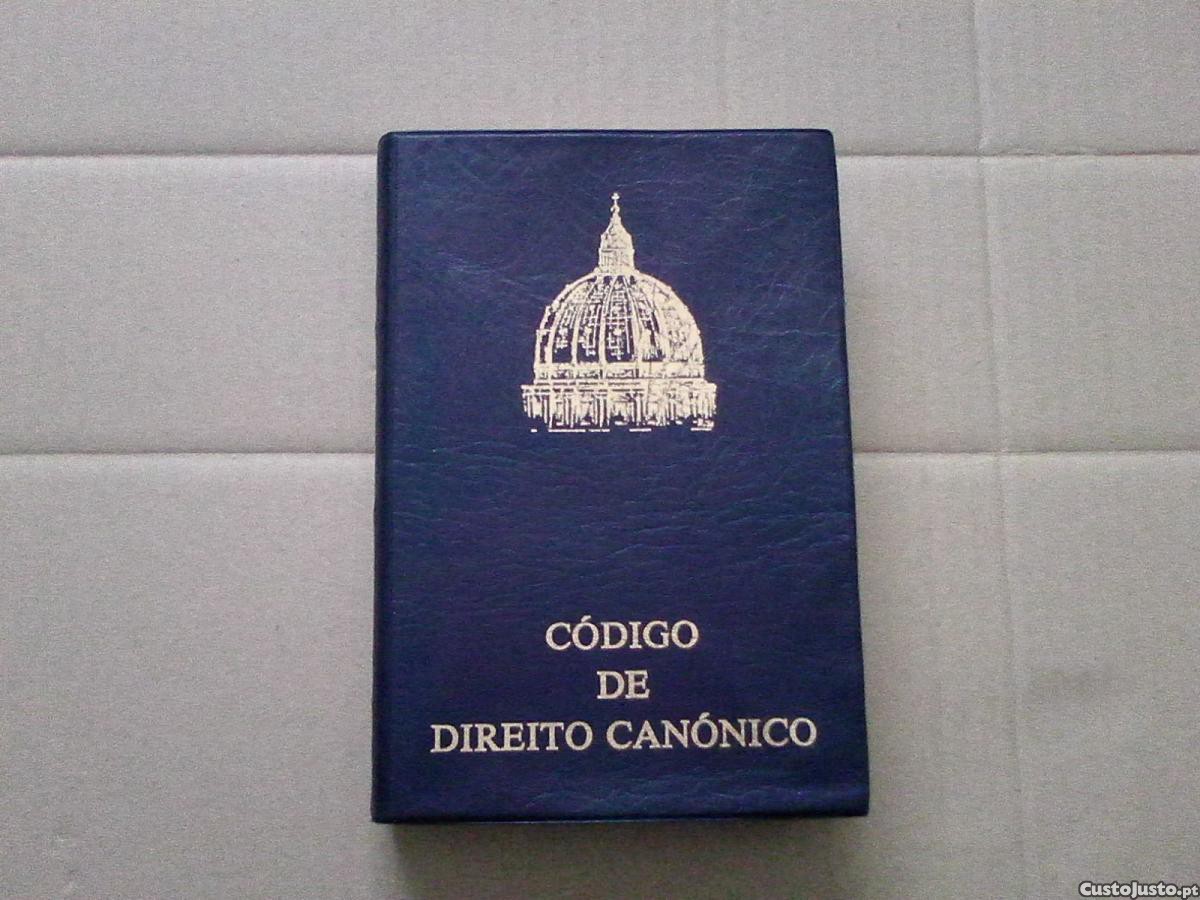 CÓDIGO
DE
DIREITO CANÓNICO
CustoJusto.pt